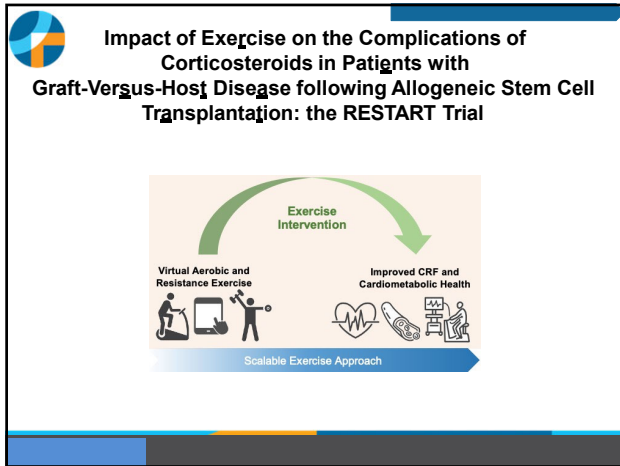 Impact of Exercise on the Complications of
Corticosteroids in Patients with
Graft-Versus-Host Disease following Allogeneic Stem Cell
Transplantation: the RESTART Trial
Exercise
Intervention
Virtual Aerobic and
Resistance Exercise
Improved CRF and
Cardiometabolic Health
Scalable Exercise Approach